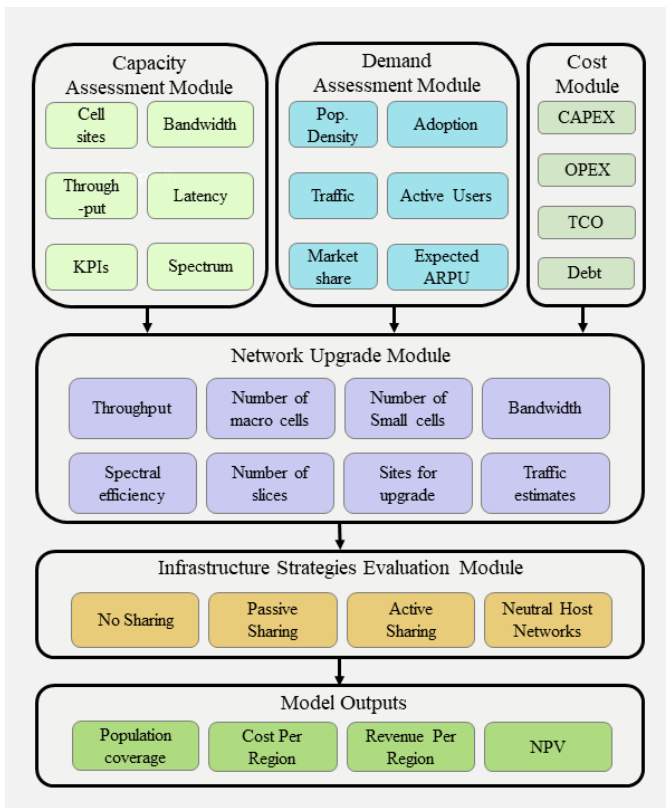 Capacity
Assessment Module
Cell
sites
Bandwidth
Through
-put
Latency
KPIs
Spectrum
Demand
Assessment Module
Pop.
Density
Adoption
Traffic
Active Users
Market
share
Expected
ARPU
Cost
Module
CAPEX
OPEX
TCO
Debt
Network Upgrade Module
Throughput
Number of
macro cells
Number of
Small cells
Bandwidth
Spectral
efficiency
Number of
slices
Sites for
upgrade
Traffic
estimates
Infrastructure Strategies Evaluation Module
No Sharing
Passive
Sharing
Active
Sharing
Neutral Host
Networks
Model Outputs
Population
coverage
Cost Per
Region
Revenue Per
Region
NPV